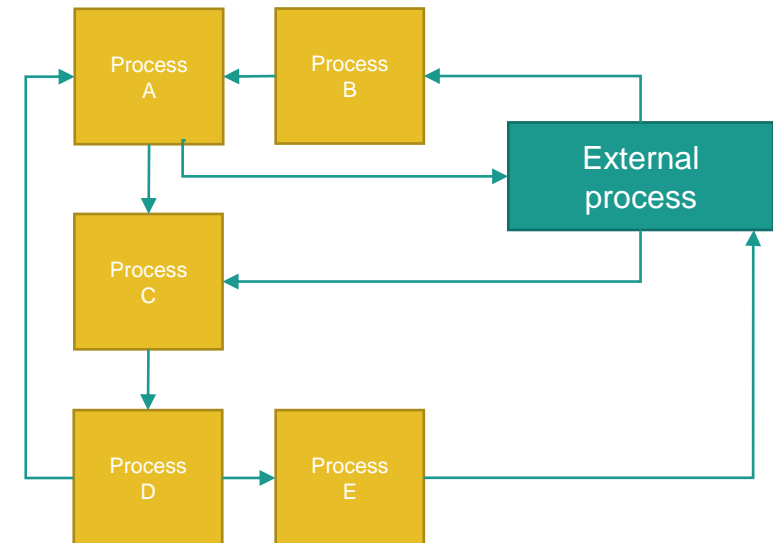 Process
A
Process
B
External
process
Process
C
Process
D
Process
E